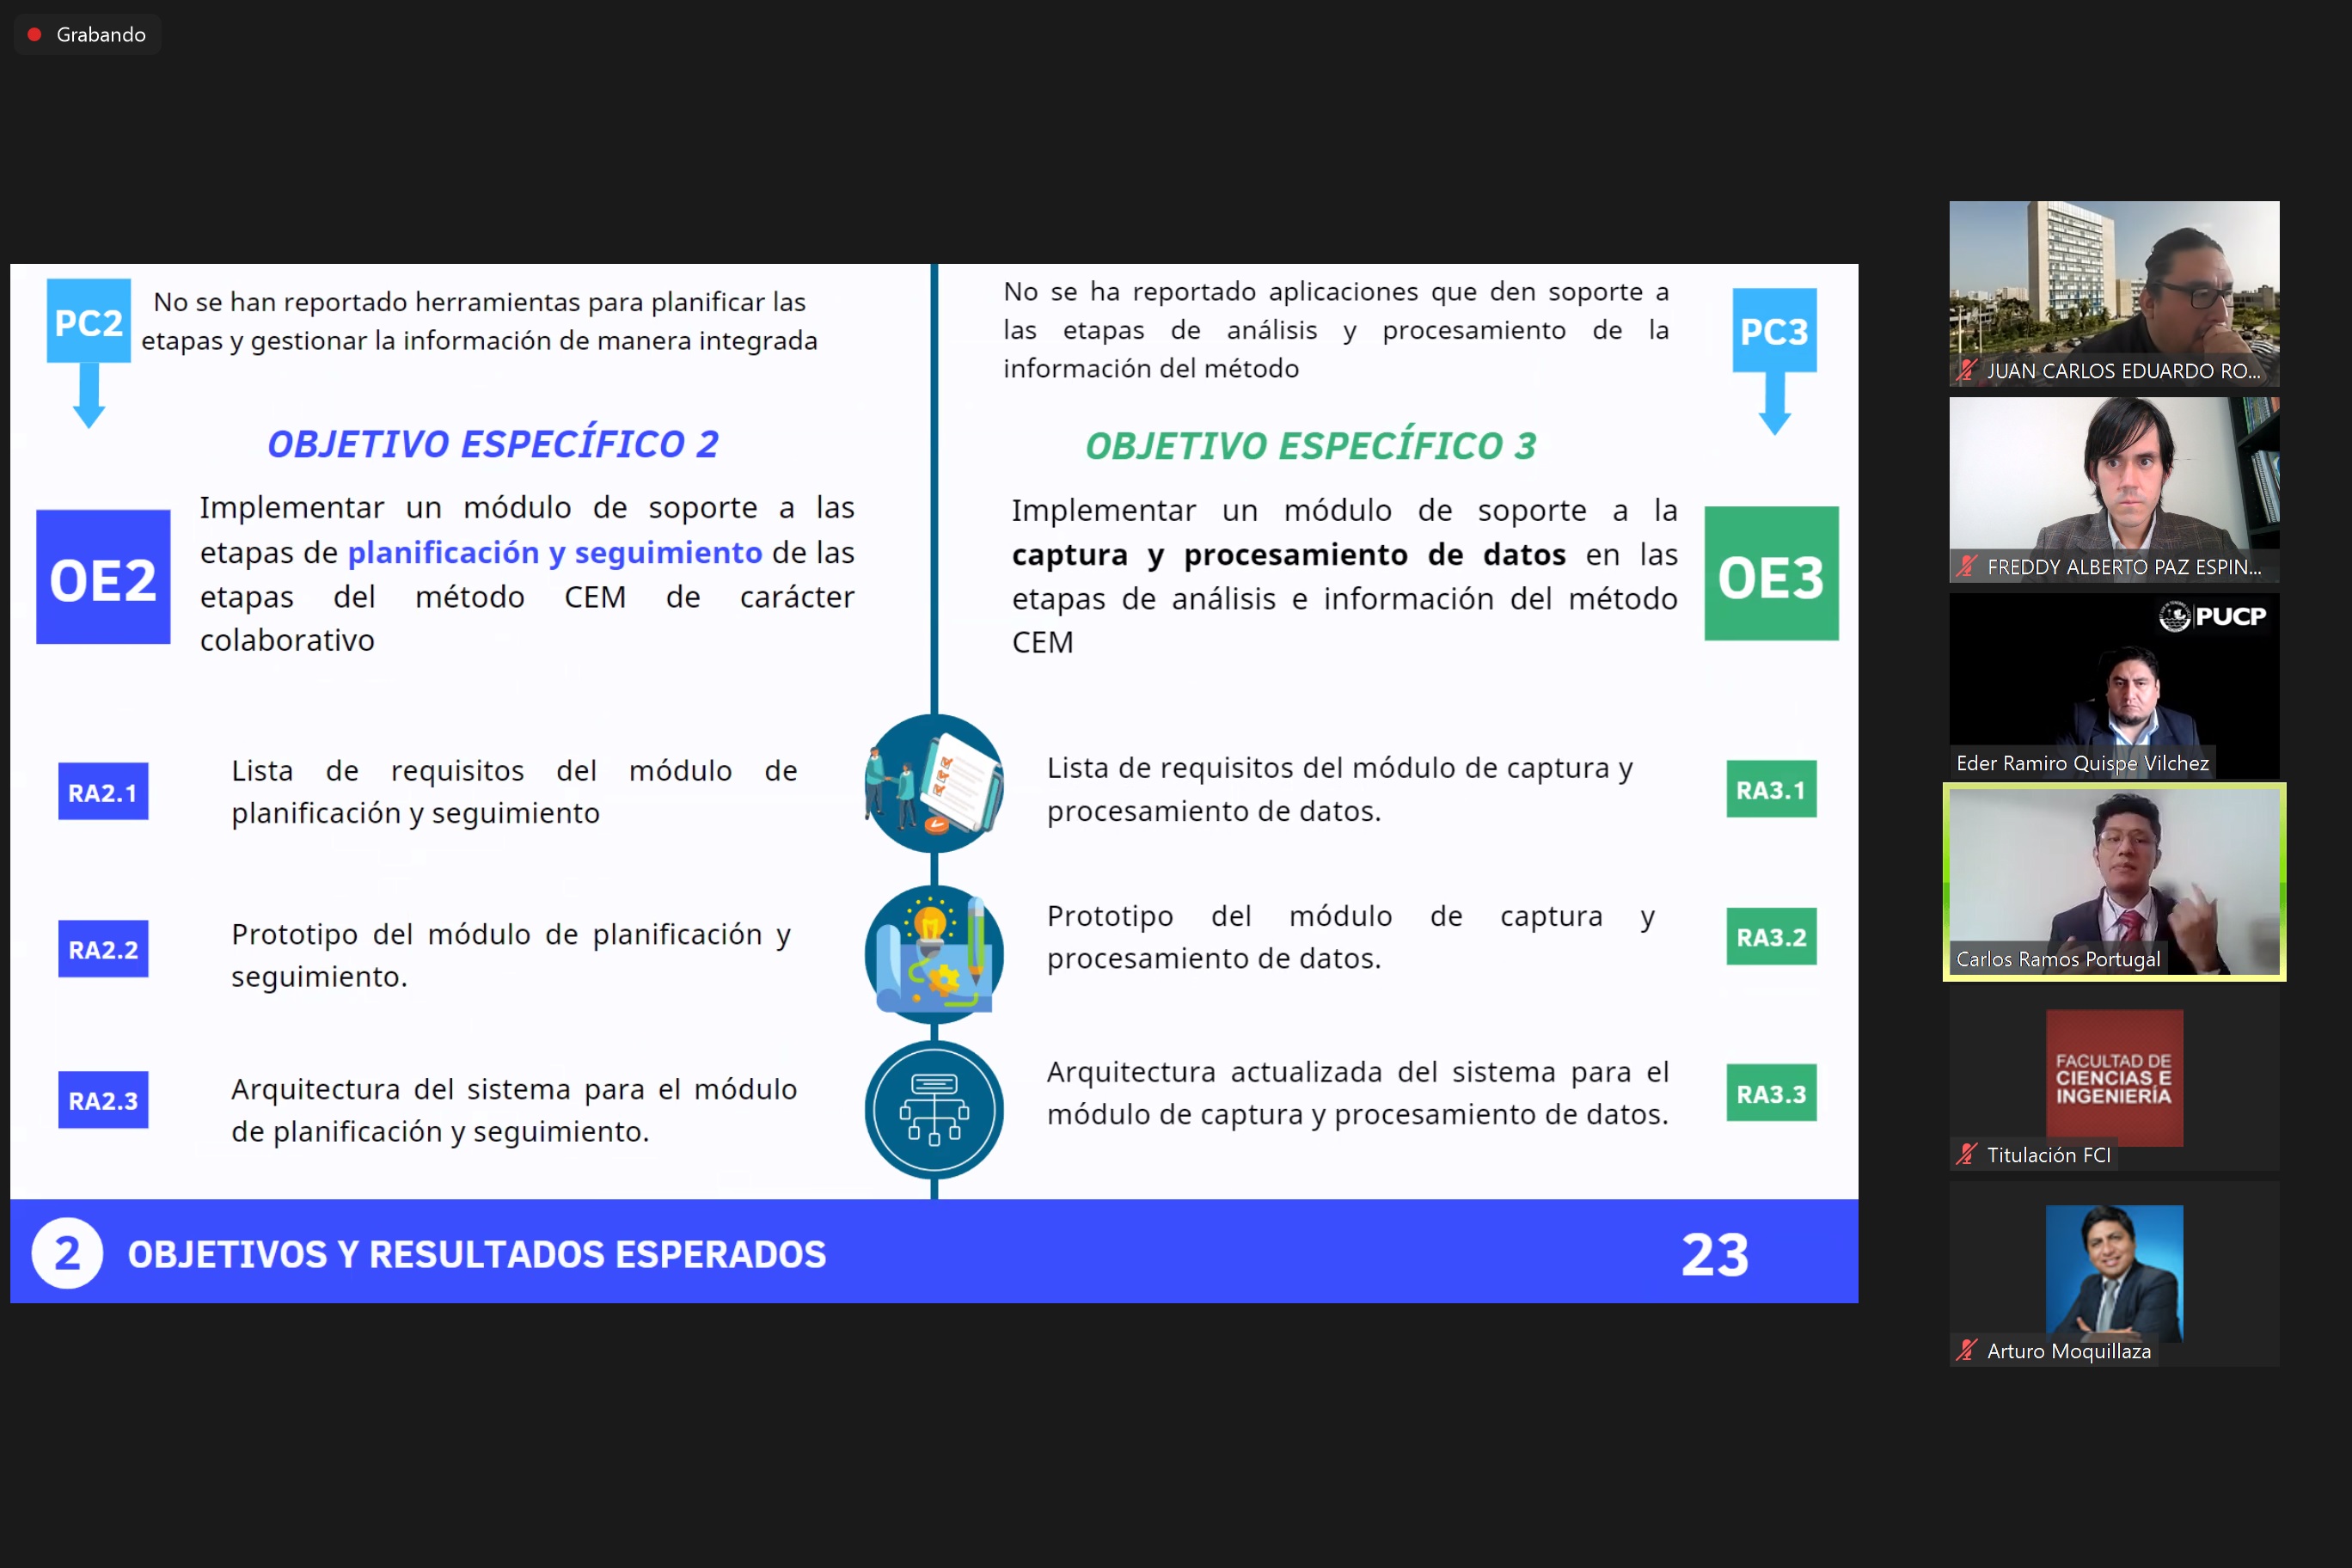 Grabando
PC2
No se han reportado herramientas para planificar las
etapas y gestionar la información de manera integrada
OBJETIVO ESPECÍFICO 2
OE2
Implementar un módulo de soporte a las
etapas de planificación y seguimiento de las
etapas del método CEM de carácter
colaborativo
RA2.1
Lista de requisitos del módulo de
planificación y seguimiento
RA2.2
Prototipo del módulo de planificación y
seguimiento.
RA2.3
Arquitectura del sistema para el módulo
de planificación y seguimiento.
No se ha reportado aplicaciones que den soporte a
las etapas de análisis y procesamiento de la
información del método
PC3
OBJETIVO ESPECÍFICO 3
Implementar un módulo de soporte a la
captura y procesamiento de datos en las
etapas de análisis e información del método
CEM
OE3
Lista de requisitos del módulo de captura y
procesamiento de datos.
RA3.1
Prototipo del módulo de captura y
procesamiento de datos.
RA3.2
Arquitectura actualizada del sistema para el
módulo de captura y procesamiento de datos.
RA3.3
2 OBJETIVOS Y RESULTADOS ESPERADOS 23
JUAN CARLOS EDUARDO RO...
FREDDY ALBERTO PAZ ESPIN...
PUCP
Eder Ramiro Quispe Vilchez
Carlos Ramos Portugal
FACULTAD DE
CIENCIAS E
INGENIERÍA
Titulación FCI
Arturo Moquillaza